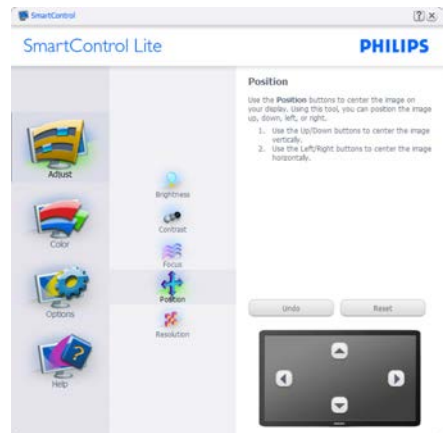 SmartControl
SmartControl Lite
PHILIPS
Adjust
Color
Options
Help
Brightness
Contrast
Focus
Position
Resolution
Position
Use the Position buttons to center the image on
your display. Using this tool, you can position the image
up, down, left, or right.
1. Use the Up/Down buttons to center the image
vertically.
2. Use the Left/Right buttons to center the image
horizontally.
Undo
Reset